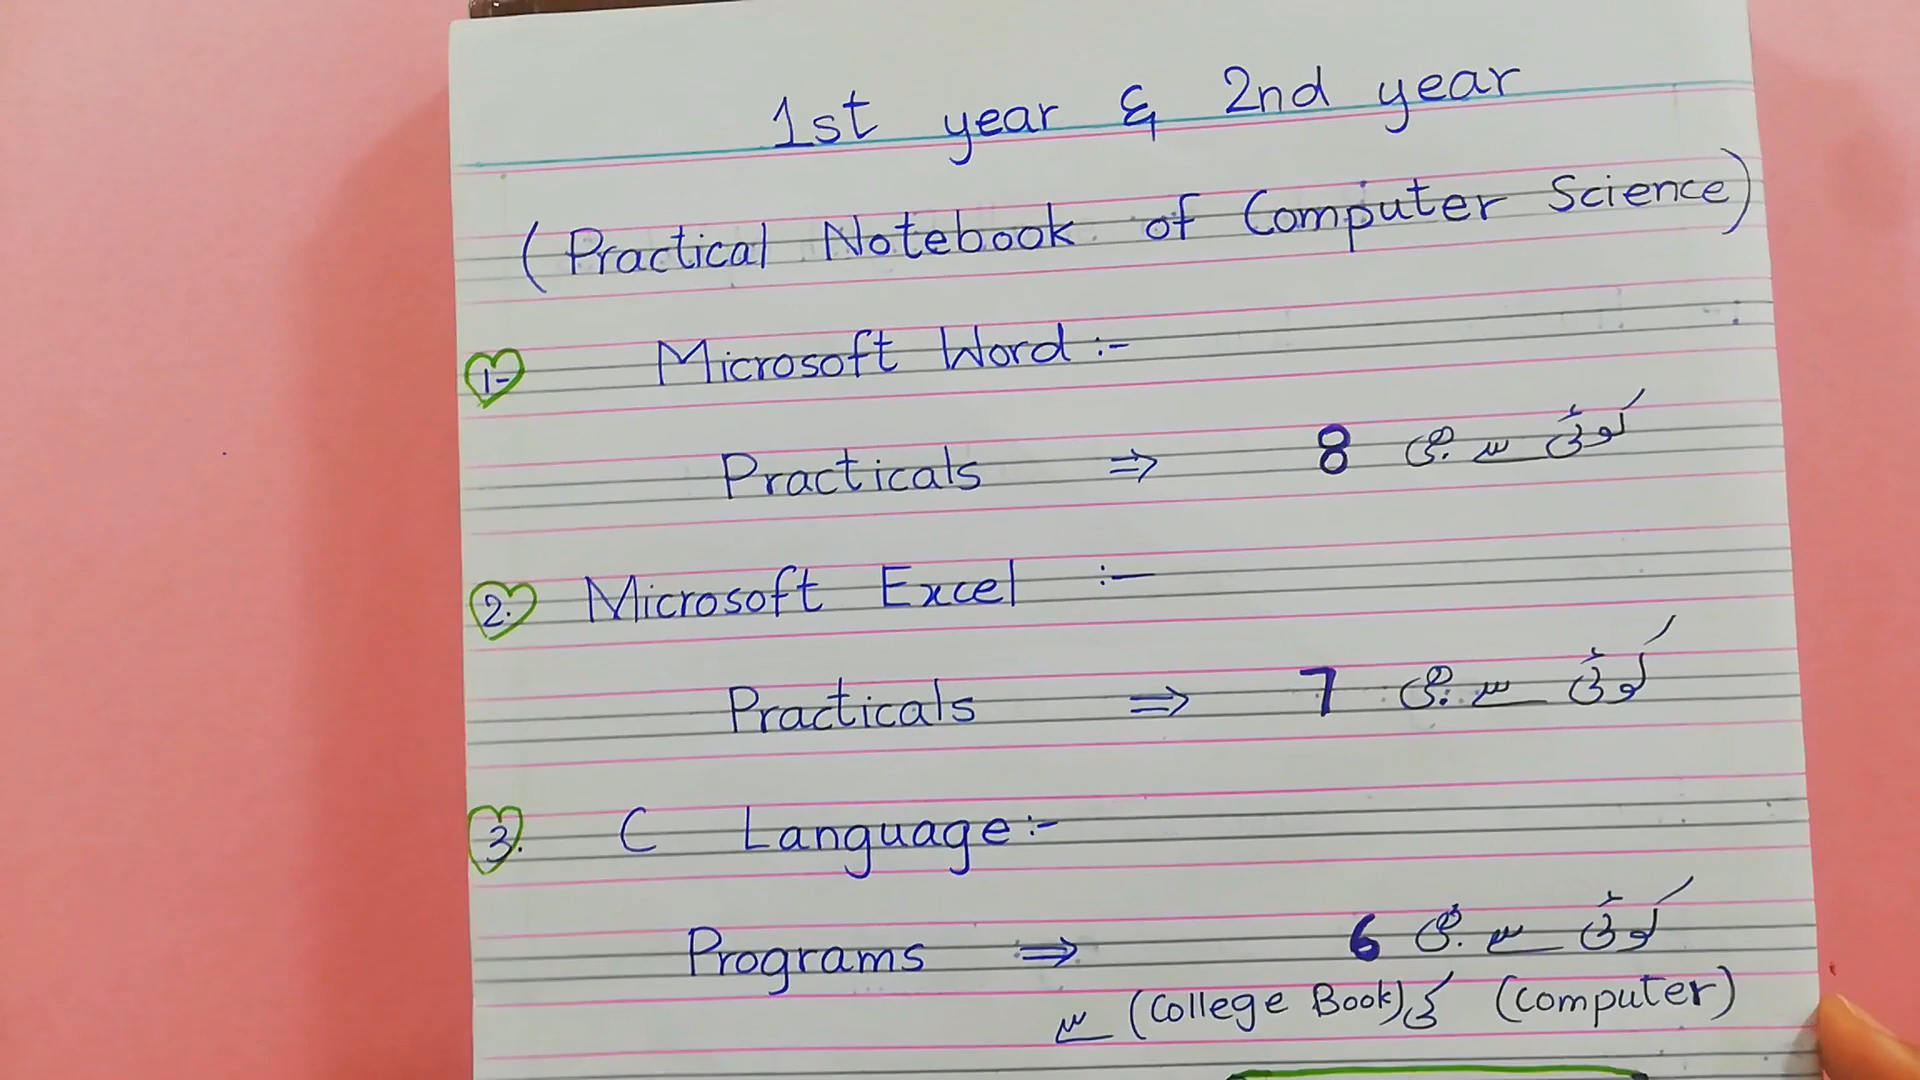 1st year & 2nd year
(Practical Notebook of Computer Science)
1- Microsoft Word :-
Practicals ⇒ 8 کوئی سے بھی
2. Microsoft Excel :-
Practicals ⇒ 7 کوئی سے بھی
3. C Language :-
Programs ⇒ 6 کوئی سے بھی
(Computer) کی (College Book) سے